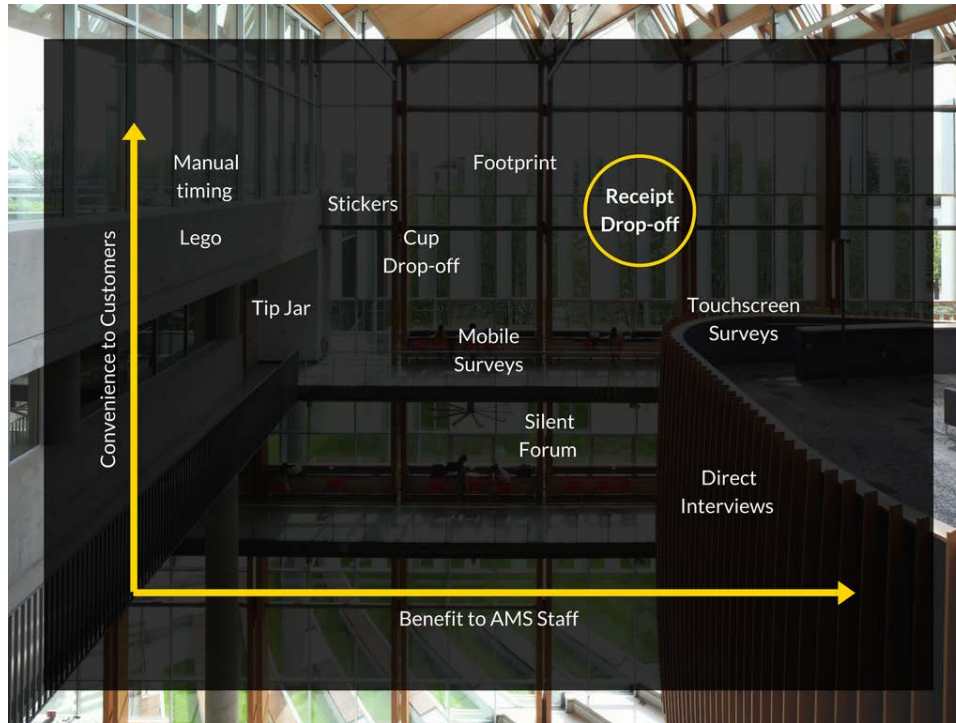 Manual
timing
Footprint
Receipt
Drop-off
Stickers
Lego
Cup
Drop-off
Tip Jar
Touchscreen
Surveys
Mobile
Surveys
Silent
Forum
Direct
Interviews
Convenience to Customers
Benefit to AMS Staff